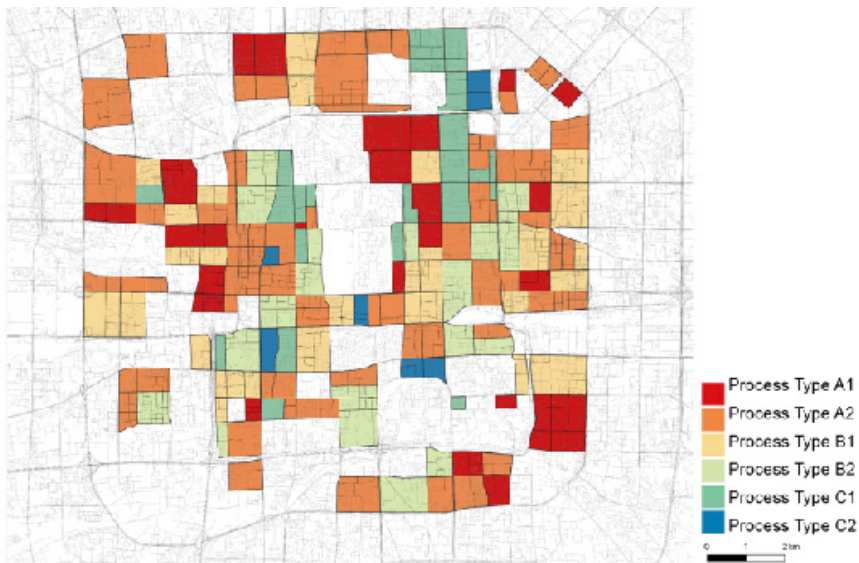 Process Type A1
Process Type A2
Process Type B1
Process Type B2
Process Type C1
Process Type C2
0 1 2 km